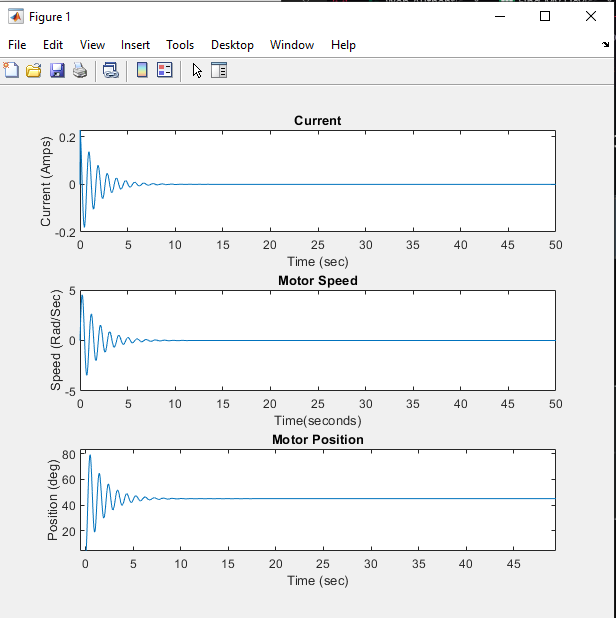 Figure 1
File Edit View Insert Tools Desktop Window Help
Current
Current (Amps)
0.2
0
-0.2
0 5 10 15 20 25 30 35 40 45 50
Time (sec)
Motor Speed
Speed (Rad/Sec)
5
0
-5
0 5 10 15 20 25 30 35 40 45 50
Time(seconds)
Motor Position
Position (deg)
80
60
40
20
0 5 10 15 20 25 30 35 40 45
Time (sec)